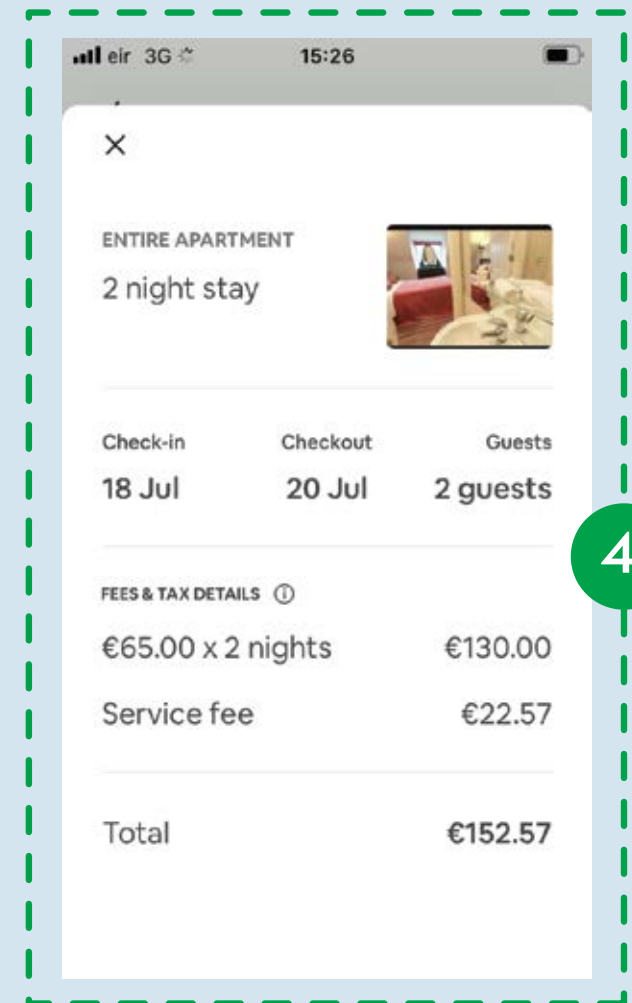 eir 3G 15:26
×
ENTIRE APARTMENT
2 night stay
Check-in Checkout Guests
18 Jul 20 Jul 2 guests
4
FEES & TAX DETAILS ⓘ
€65.00 x 2 nights €130.00
Service fee €22.57
Total €152.57